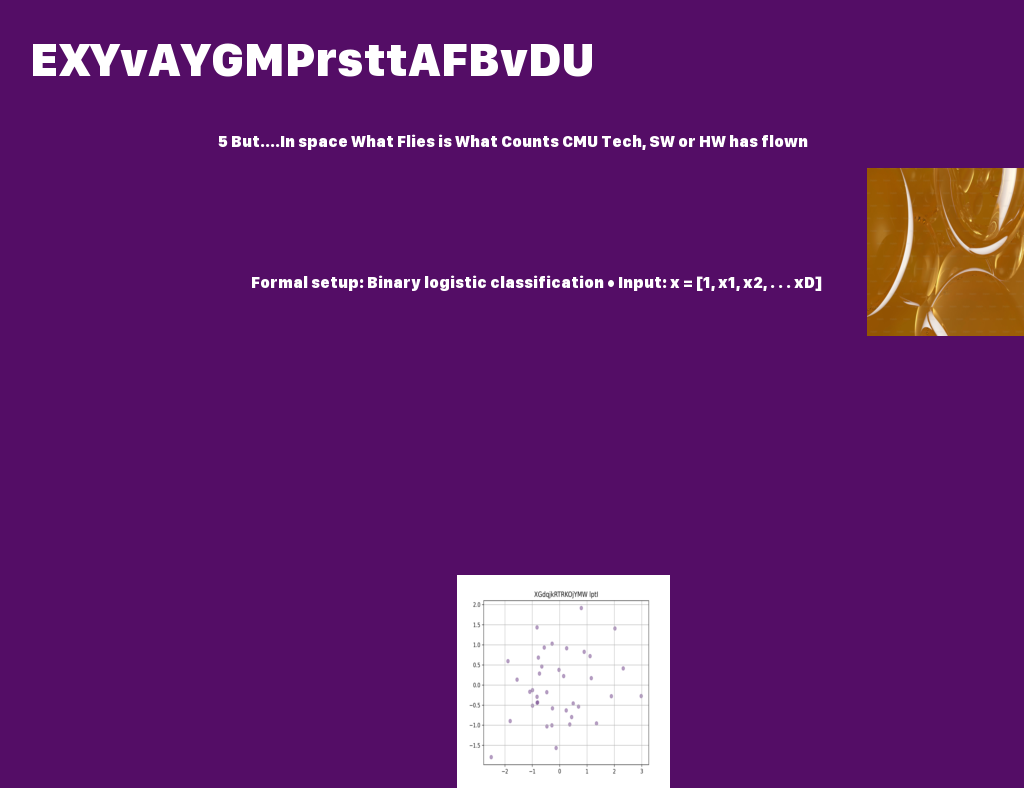 EXYvAYGMPrsttAFBvDU
5 But....In space What Flies is What Counts CMU Tech, SW or HW has flown
Formal setup: Binary logistic classification • Input: x = [1, x1, x2, . . . xD]
XGdqjkRTRKOjYMW lptl
2.0
1.5
1.0
0.5
0.0
−0.5
−1.0
−1.5
−2 −1 0 1 2 3